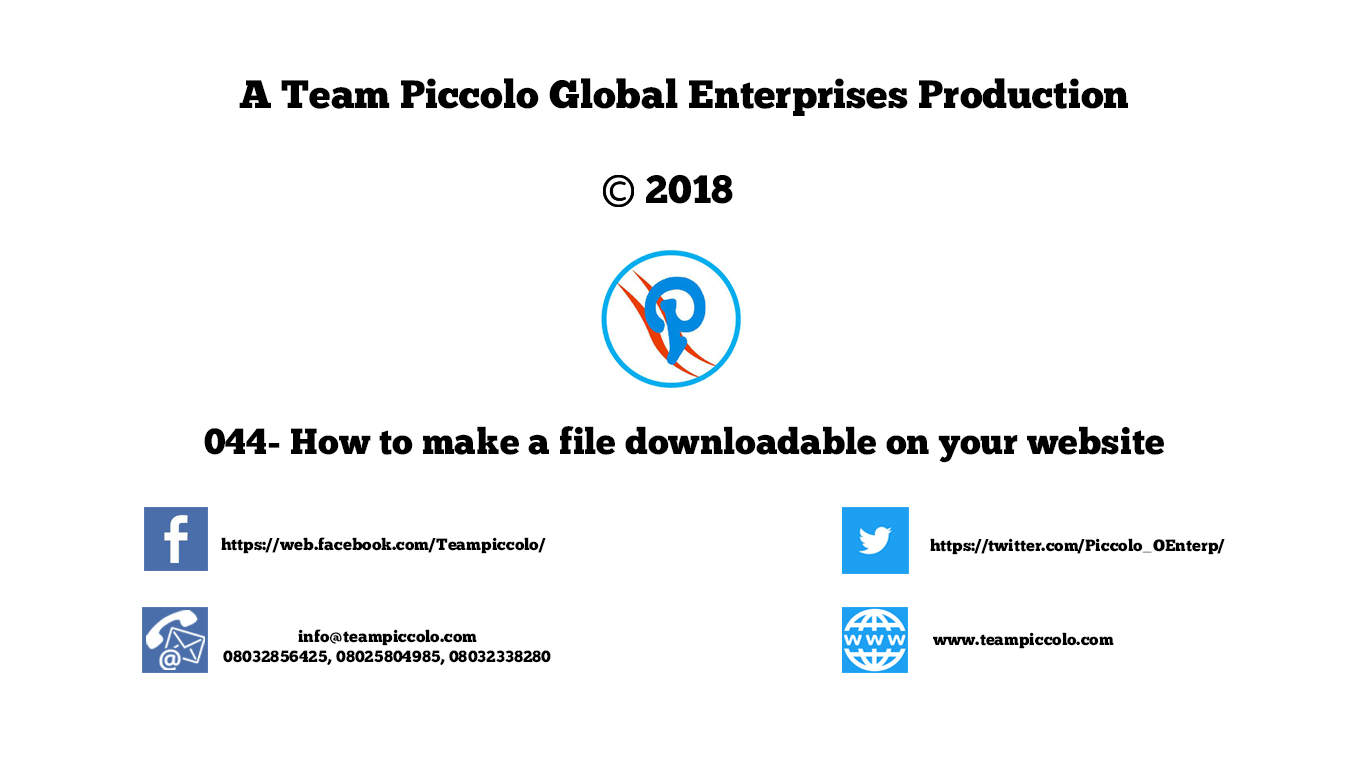 A Team Piccolo Global Enterprises Production
© 2018
P
044- How to make a file downloadable on your website
f
https://web.facebook.com/Teampiccolo/
https://twitter.com/Piccolo_OEnterp/
@
info@teampiccolo.com
08032856425, 08025804985, 08032338280
WWW
www.teampiccolo.com